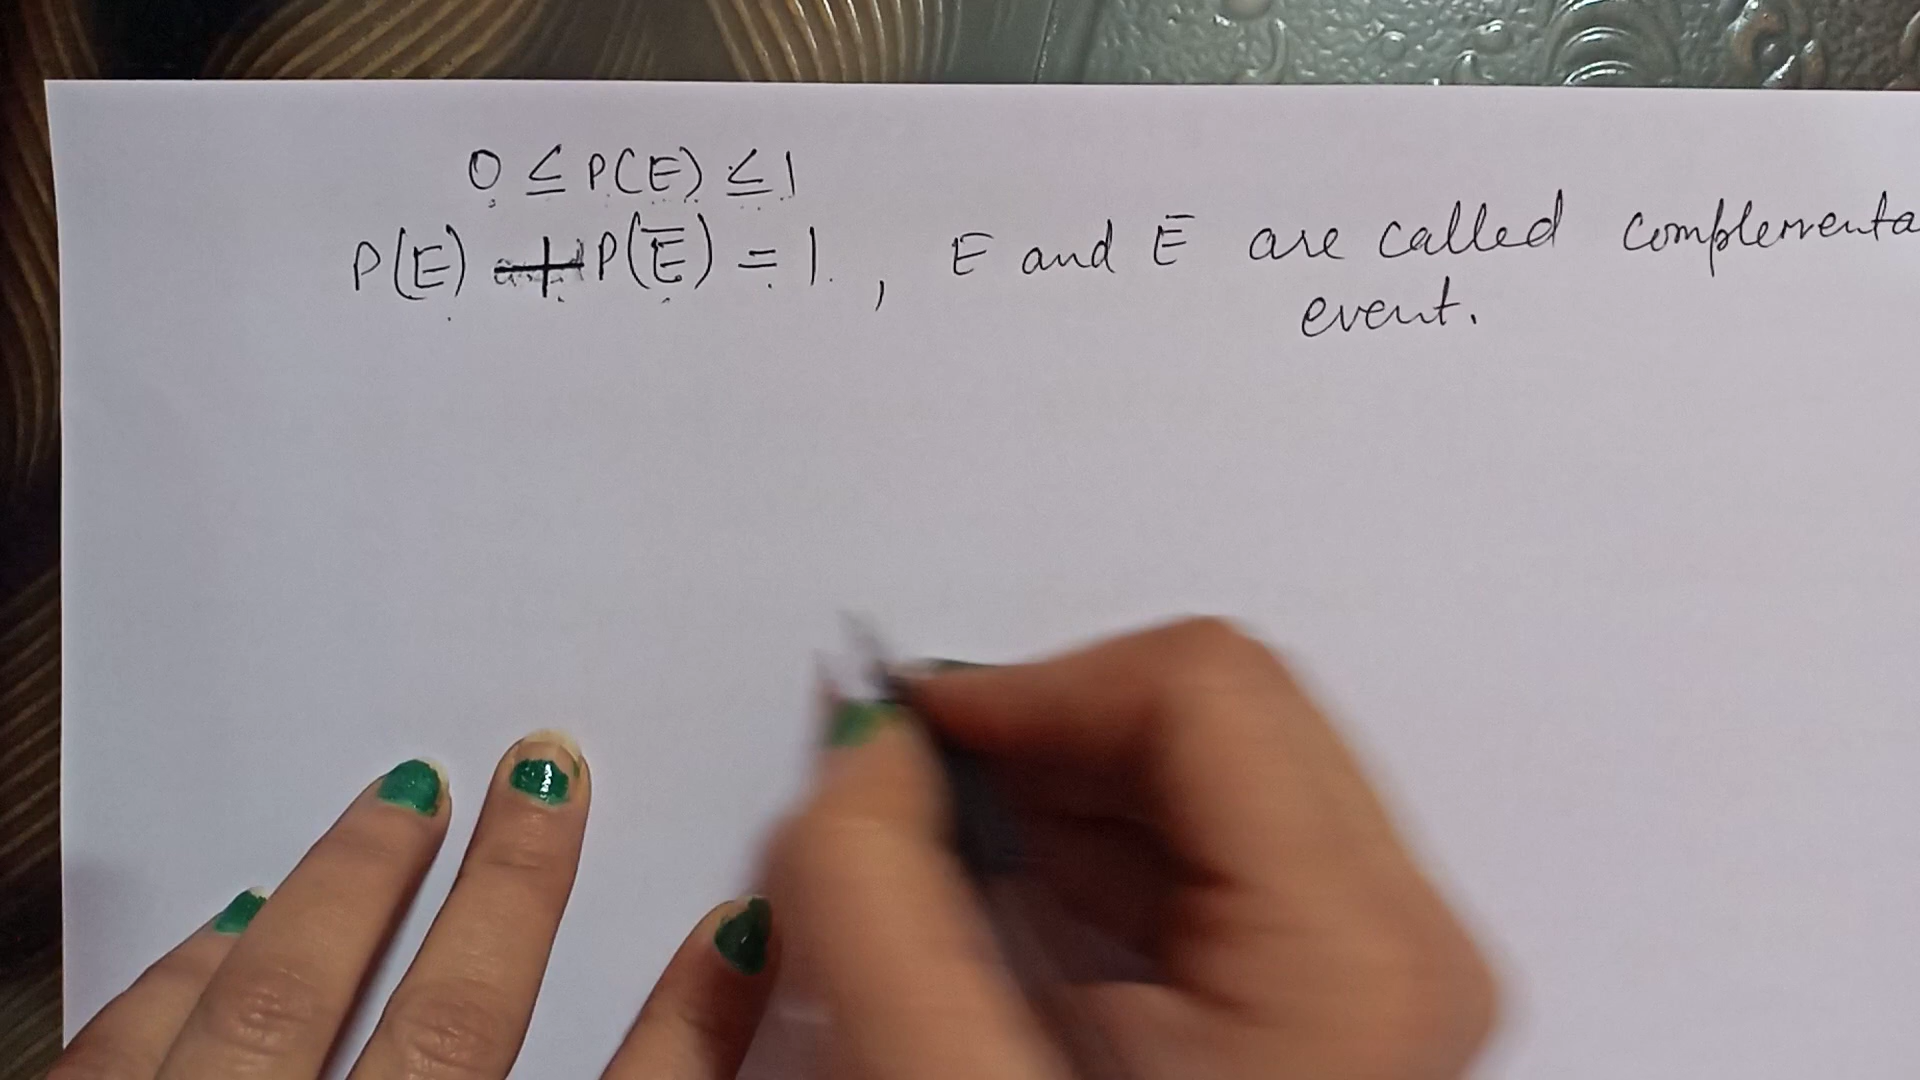 0 ≤ P(E) ≤ 1
P(E) + P(Ē) = 1. , E and Ē are called complementa
event.